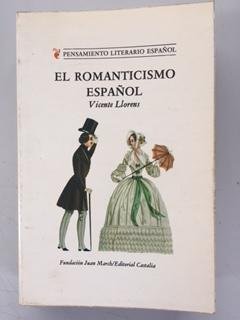 PENSAMIENTO LITERARIO ESPAÑOL
EL ROMANTICISMO
ESPAÑOL
Vicente Llorens
Fundación Juan March/Editorial Castalia